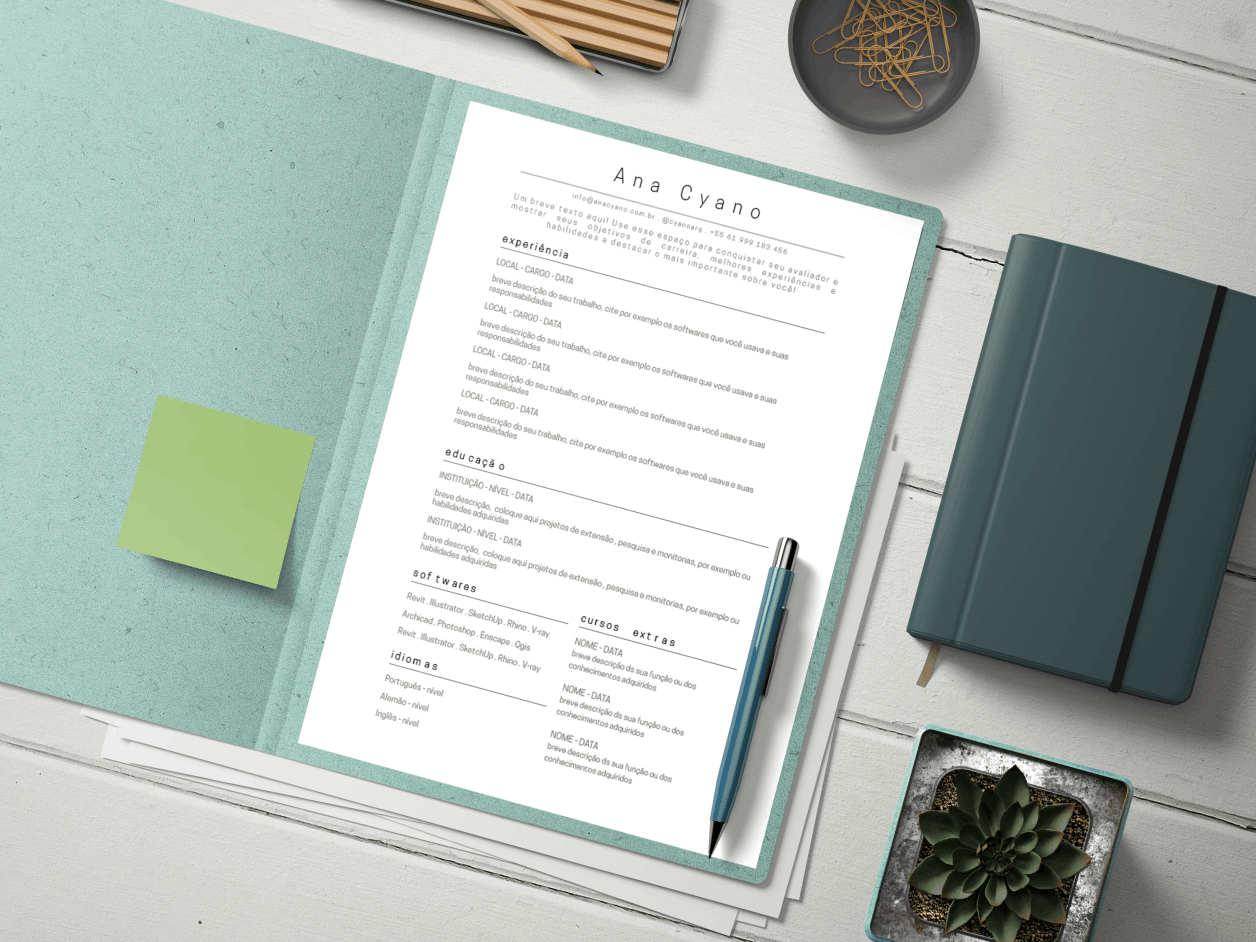 Ana Cyano
info@anacyano.com.br . @cyanoarq . +55 61 999.183.456
Um breve texto aqui! Use esse espaço para conquistar seu avaliador e
mostrar seus objetivos de carreira, melhores experiências e
habilidades e destacar o mais importante sobre você!
experiência
LOCAL - CARGO - DATA
breve descrição do seu trabalho, cite por exemplo os softwares que você usava e suas
responsabilidades
LOCAL - CARGO - DATA
breve descrição do seu trabalho, cite por exemplo os softwares que você usava e suas
responsabilidades
LOCAL - CARGO - DATA
breve descrição do seu trabalho, cite por exemplo os softwares que você usava e suas
responsabilidades
LOCAL - CARGO - DATA
breve descrição do seu trabalho, cite por exemplo os softwares que você usava e suas
responsabilidades
educação
INSTITUIÇÃO - NÍVEL - DATA
breve descrição, coloque aqui projetos de extensão , pesquisa e monitorias, por exemplo ou
habilidades adquiridas
INSTITUIÇÃO - NÍVEL - DATA
breve descrição, coloque aqui projetos de extensão , pesquisa e monitorias, por exemplo ou
habilidades adquiridas
softwares
Revit . Illustrator . SketchUp . Rhino . V-ray
Archicad . Photoshop . Enscape . Qgis
Revit . Illustrator . SketchUp . Rhino . V-ray
idiomas
Português - nível
Alemão - nível
Inglês - nível
cursos extras
NOME - DATA
breve descrição ds sua função ou dos
conhecimentos adquiridos
NOME - DATA
breve descrição ds sua função ou dos
conhecimentos adquiridos
NOME - DATA
breve descrição ds sua função ou dos
conhecimentos adquiridos